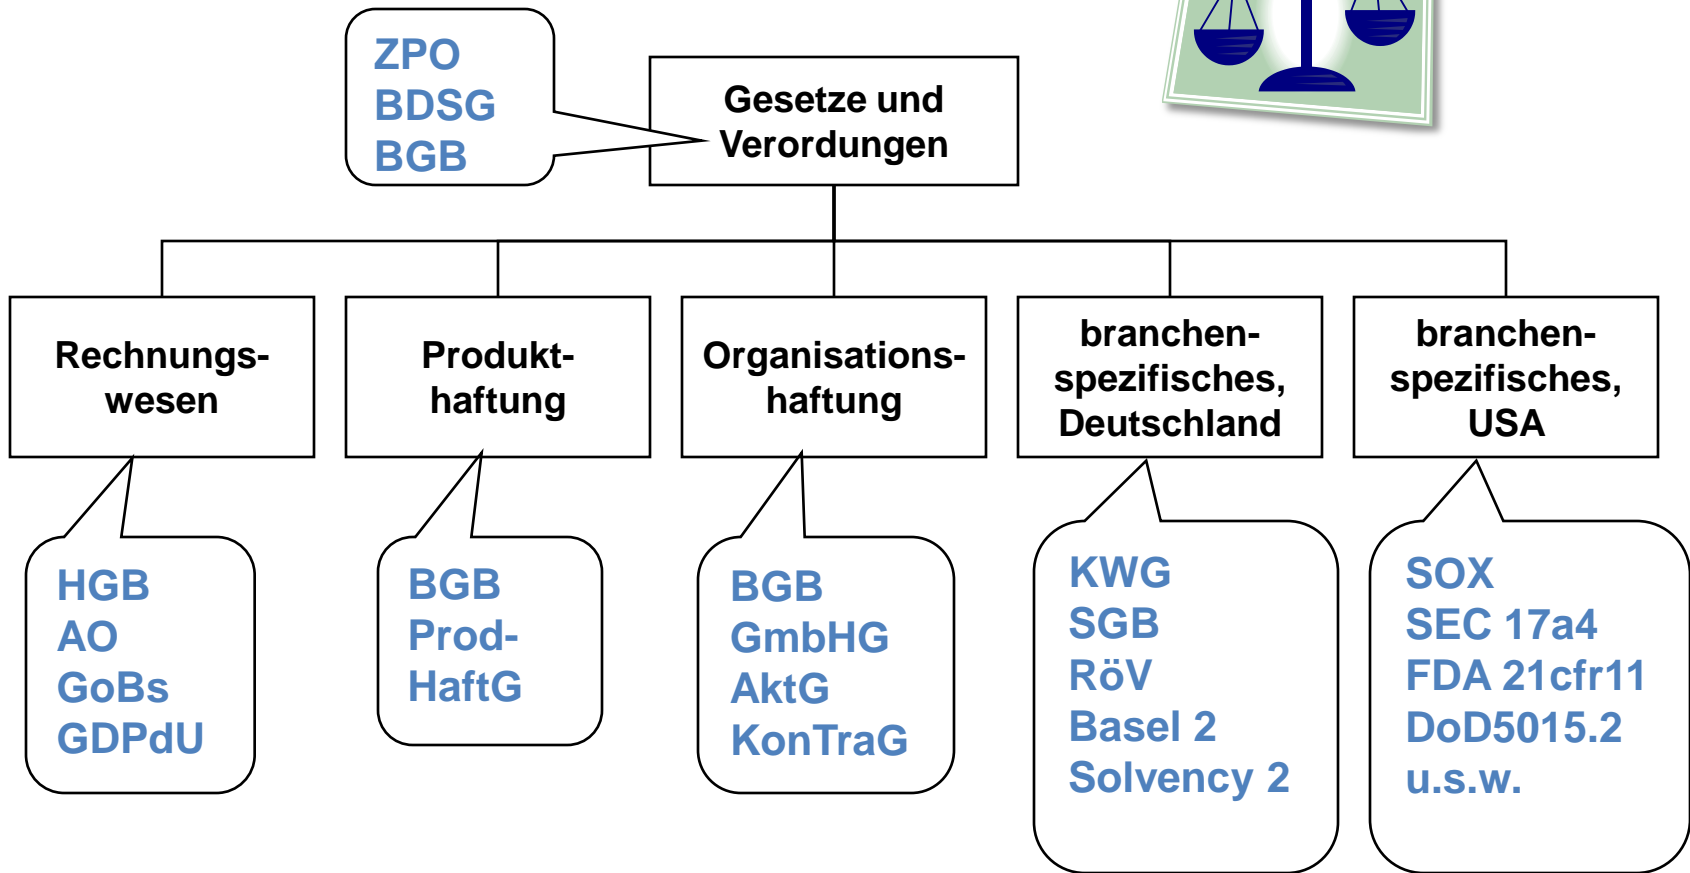 ZPO
BDSG
BGB
Gesetze und
Verordungen
Rechnungs-
wesen
Produkt-
haftung
Organisations-
haftung
branchen-
spezifisches,
Deutschland
branchen-
spezifisches,
USA
HGB
AO
GoBs
GDPdU
BGB
Prod-
HaftG
BGB
GmbHG
AktG
KonTraG
KWG
SGB
RöV
Basel 2
Solvency 2
SOX
SEC 17a4
FDA 21cfr11
DoD5015.2
u.s.w.